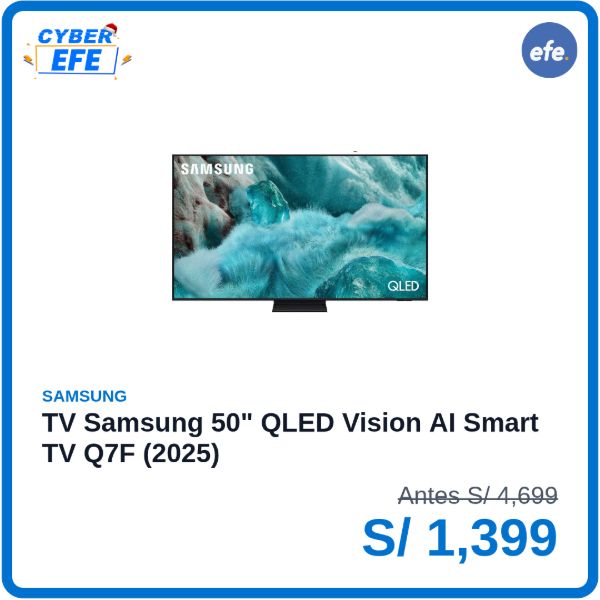 CYBER
EFE
efe.
SAMSUNG
QLED
SAMSUNG
TV Samsung 50" QLED Vision AI Smart
TV Q7F (2025)
Antes S/ 4,699
S/ 1,399